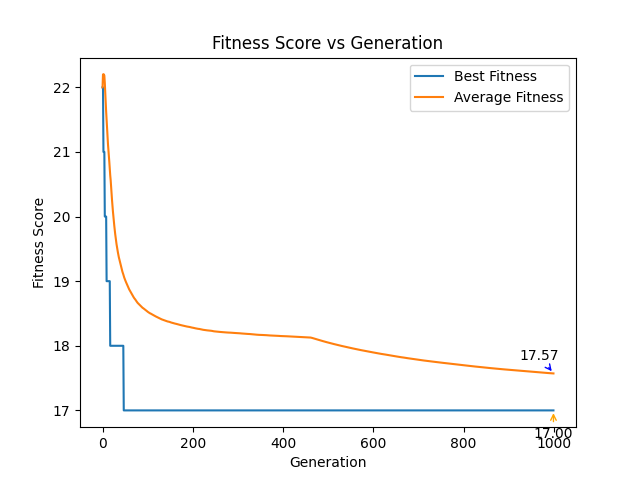 Fitness Score vs Generation
Best Fitness
Average Fitness
22
21
20
19
18
17
Fitness Score
17.57
17.00
0
200
400
600
800
1000
Generation